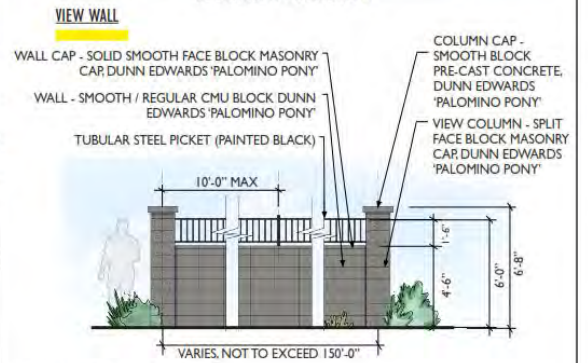 VIEW WALL
WALL CAP - SOLID SMOOTH FACE BLOCK MASONRY
CAP, DUNN EDWARDS 'PALOMINO PONY'
WALL - SMOOTH / REGULAR CMU BLOCK DUNN
EDWARDS 'PALOMINO PONY'
TUBULAR STEEL PICKET (PAINTED BLACK)
COLUMN CAP -
SMOOTH BLOCK
PRE-CAST CONCRETE,
DUNN EDWARDS
'PALOMINO PONY'
VIEW COLUMN - SPLIT
FACE BLOCK MASONRY
CAP, DUNN EDWARDS
'PALOMINO PONY'
10'-0" MAX
1'-6"
4'-6"
6'-0"
6'-8"
VARIES, NOT TO EXCEED 150'-0"